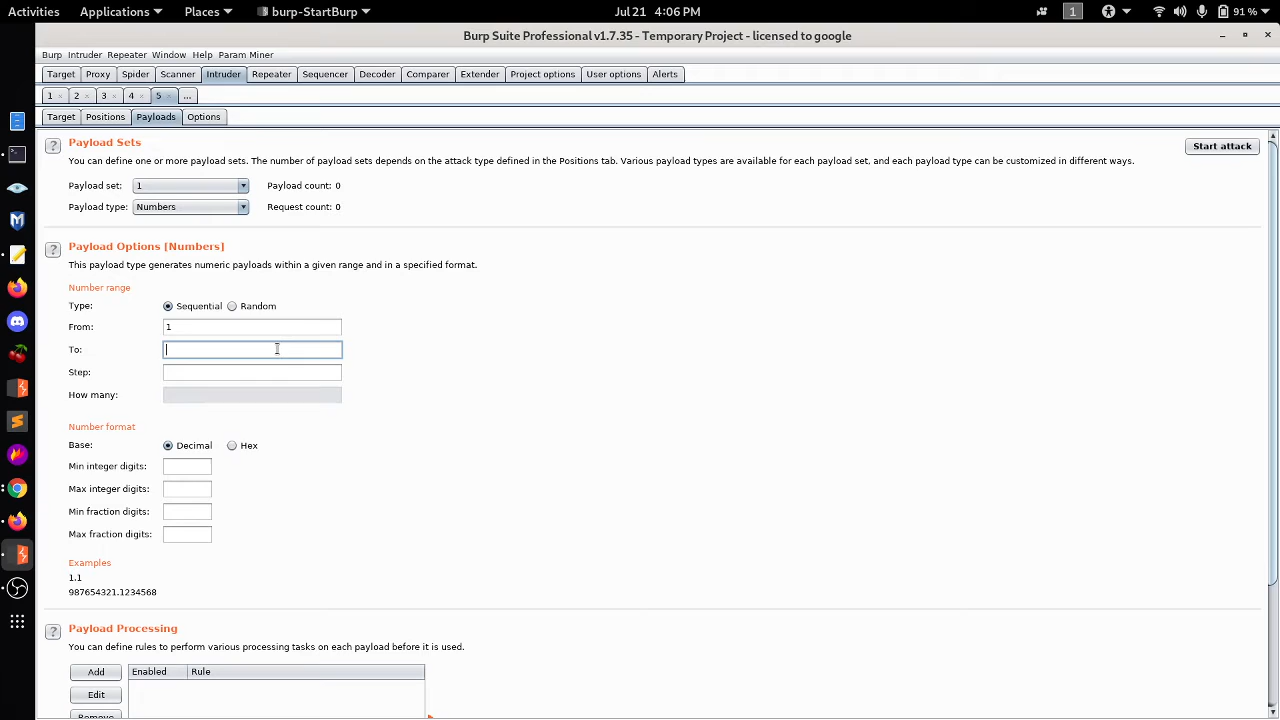 Activities Applications Places burp-StartBurp Jul 21 4:06 PM 1 91 %
Burp Suite Professional v1.7.35 - Temporary Project - licensed to google
Burp Intruder Repeater Window Help Param Miner
Target Proxy Spider Scanner Intruder Repeater Sequencer Decoder Comparer Extender Project options User options Alerts
1 × 2 × 3 × 4 × 5 × ...
Target Positions Payloads Options
? Payload Sets Start attack
You can define one or more payload sets. The number of payload sets depends on the attack type defined in the Positions tab. Various payload types are available for each payload set, and each payload type can be customized in different ways.
Payload set: 1 Payload count: 0
Payload type: Numbers Request count: 0
? Payload Options [Numbers]
This payload type generates numeric payloads within a given range and in a specified format.
Number range
Type: Sequential Random
From: 1
To:
Step:
How many:
Number format
Base: Decimal Hex
Min integer digits:
Max integer digits:
Min fraction digits:
Max fraction digits:
Examples
1.1
987654321.1234568
? Payload Processing
You can define rules to perform various processing tasks on each payload before it is used.
Add Enabled Rule
Edit
Remove